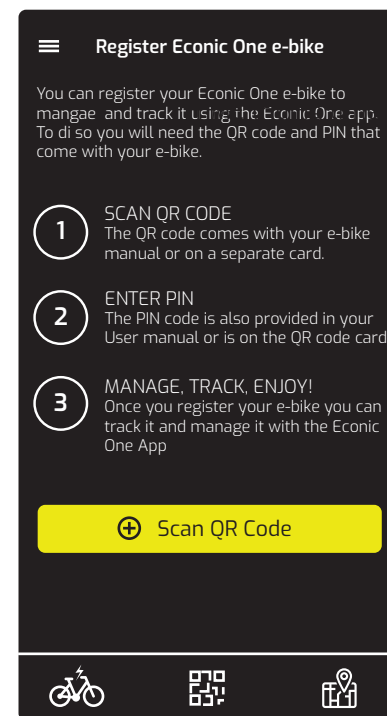 Register Econic One e-bike
You can register your Econic One e-bike to
mangae and track it using the Econic One app.
To di so you will need the QR code and PIN that
come with your e-bike.
1
SCAN QR CODE
The QR code comes with your e-bike
manual or on a separate card.
2
ENTER PIN
The PIN code is also provided in your
User manual or is on the QR code card
3
MANAGE, TRACK, ENJOY!
Once you register your e-bike you can
track it and manage it with the Econic
One App
Scan QR Code